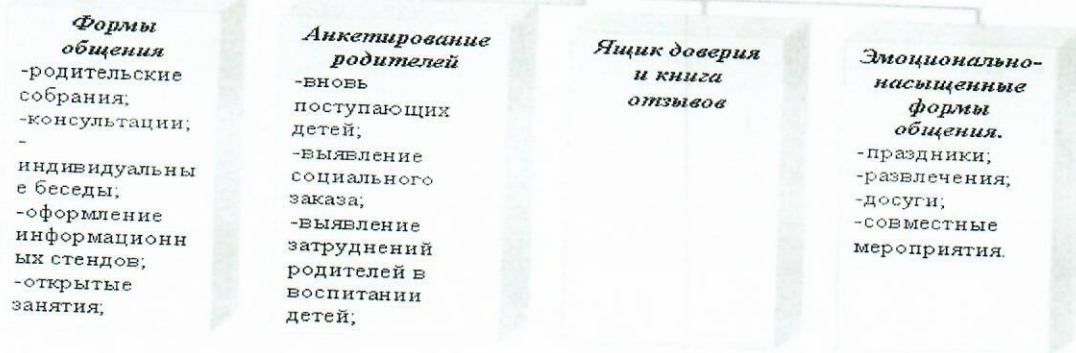 Формы
общения
-родительские
собрания;
-консультации;
-
индивидуальны
е беседы;
-оформление
информационн
ых стендов;
-открытые
занятия;
Анкетирование
родителей
-вновь
поступающих
детей;
-выявление
социального
заказа;
-выявление
затруднений
родителей в
воспитании
детей;
Ящик доверия
и книга
отзывов
Эмоционально-
насыщенные
формы
общения.
-праздники;
-развлечения;
-досуги;
-совместные
мероприятия.